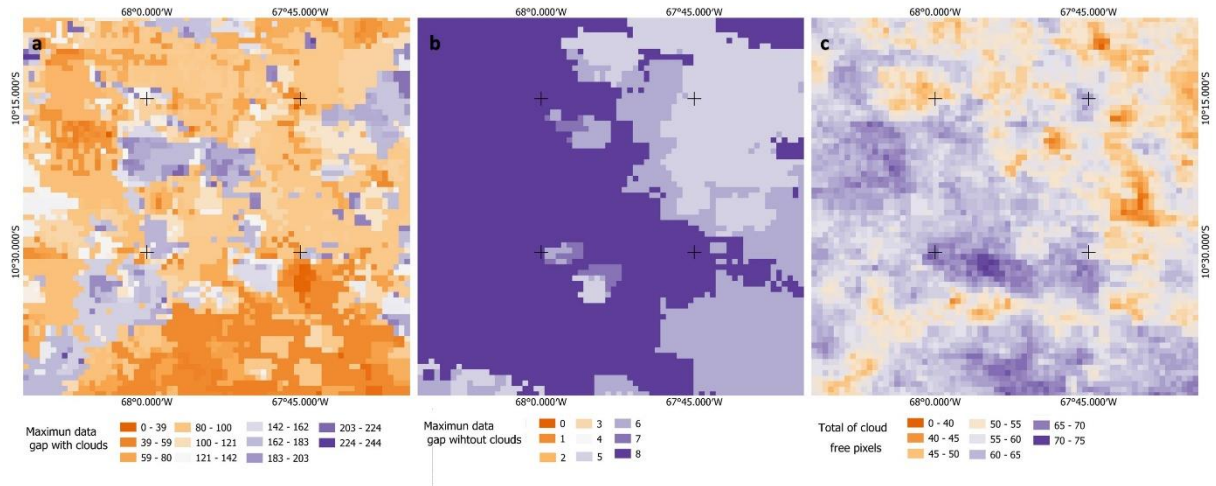 68°0.000'W 67°45.000'W 68°0.000'W 67°45.000'W 68°0.000'W 67°45.000'W
a b c
10°15.000'S 10°15.000'S
10°30.000'S 10°30.000'S
68°0.000'W 67°45.000'W 68°0.000'W 67°45.000'W 68°0.000'W 67°45.000'W
Maximun data
gap with clouds
0 - 39 80 - 100 142 - 162 203 - 224
39 - 59 100 - 121 162 - 183 224 - 244
59 - 80 121 - 142 183 - 203
Maximun data
gap wihtout clouds
0 3 6
1 4 7
2 5 8
Total of cloud
free pixels
0 - 40 50 - 55 65 - 70
40 - 45 55 - 60 70 - 75
45 - 50 60 - 65